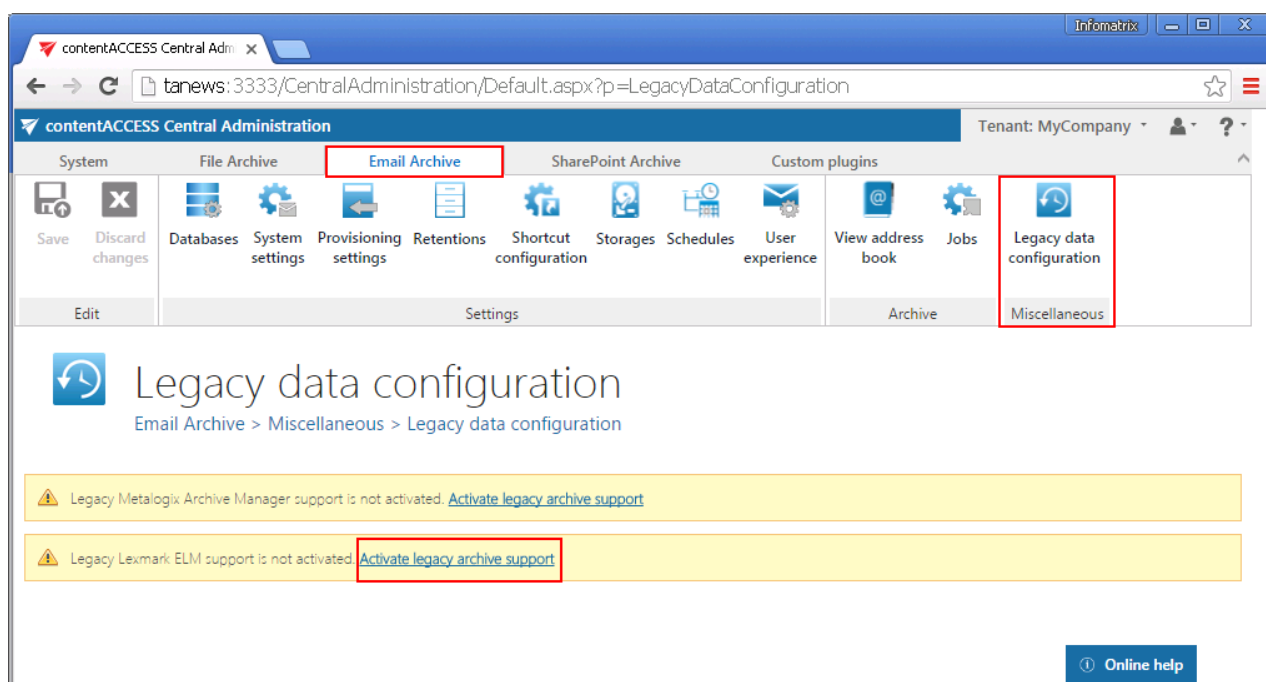 Infomatrix
contentACCESS Central Adm
tanews:3333/CentralAdministration/Default.aspx?p=LegacyDataConfiguration
contentACCESS Central Administration
Tenant: MyCompany
?
System File Archive Email Archive SharePoint Archive Custom plugins
Save Discard changes Databases System settings Provisioning settings Retentions Shortcut configuration Storages Schedules User experience View address book Jobs Legacy data configuration
Edit Settings Archive Miscellaneous
Legacy data configuration
Email Archive > Miscellaneous > Legacy data configuration
Legacy Metalogix Archive Manager support is not activated. Activate legacy archive support
Legacy Lexmark ELM support is not activated. Activate legacy archive support
Online help